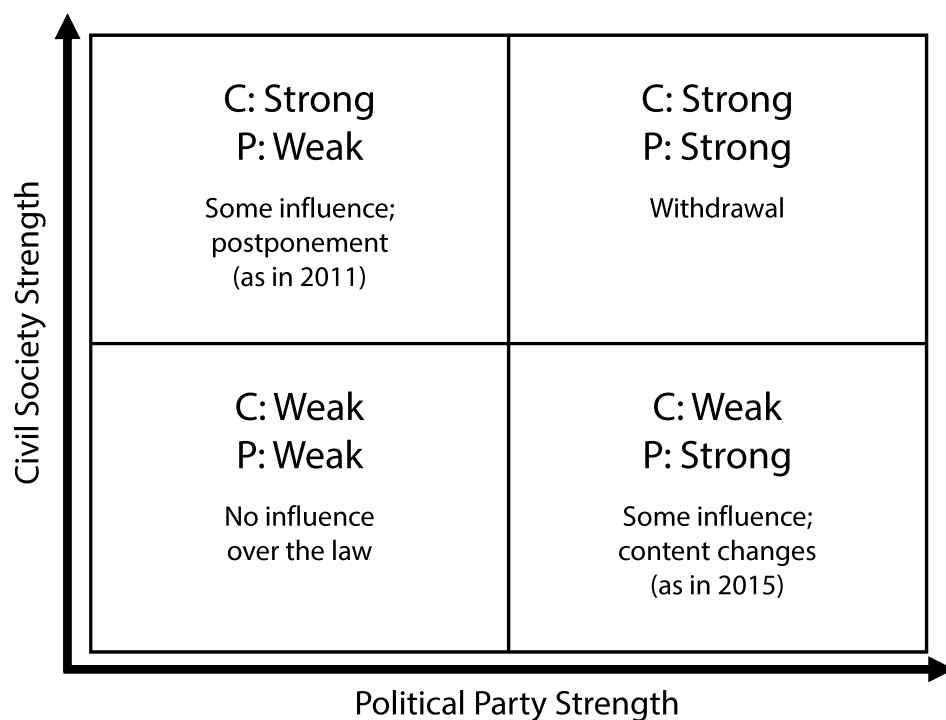 Civil Society Strength
C: Strong
P: Weak
Some influence;
postponement
(as in 2011)
C: Strong
P: Strong
Withdrawal
C: Weak
P: Weak
No influence
over the law
C: Weak
P: Strong
Some influence;
content changes
(as in 2015)
Political Party Strength